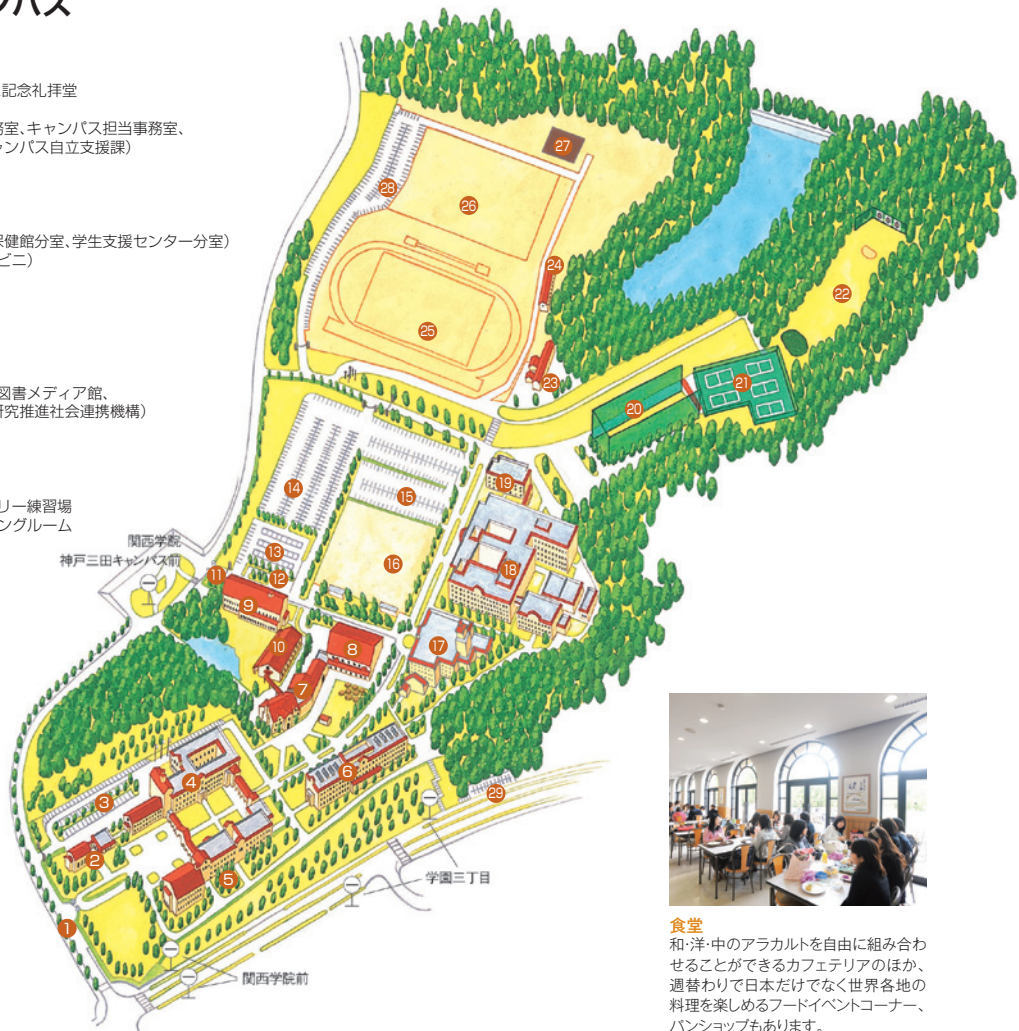 ンパス
記念礼拝堂
務室、キャンパス担当事務室、
ャンパス自立支援課）
保健館分室、学生支援センター分室）
ビニ）
図書メディア館、
研究推進社会連携機構）
リー練習場
ングルーム
関西学院
神戸三田キャンパス前
27
28
26
24
22
25
23
21
20
19
14
15
18
13
16
11
12
9
10
8
17
7
6
4
29
3
2
5
学園三丁目
1
関西学院前
食堂
和・洋・中のアラカルトを自由に組み合わ
せることができるカフェテリアのほか、
週替わりで日本だけでなく世界各地の
料理を楽しめるフードイベントコーナー、
パンショップもあります。